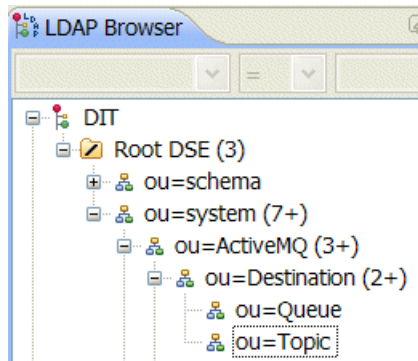 LDAP Browser
=
DIT
Root DSE (3)
ou=schema
ou=system (7+)
ou=ActiveMQ (3+)
ou=Destination (2+)
ou=Queue
ou=Topic